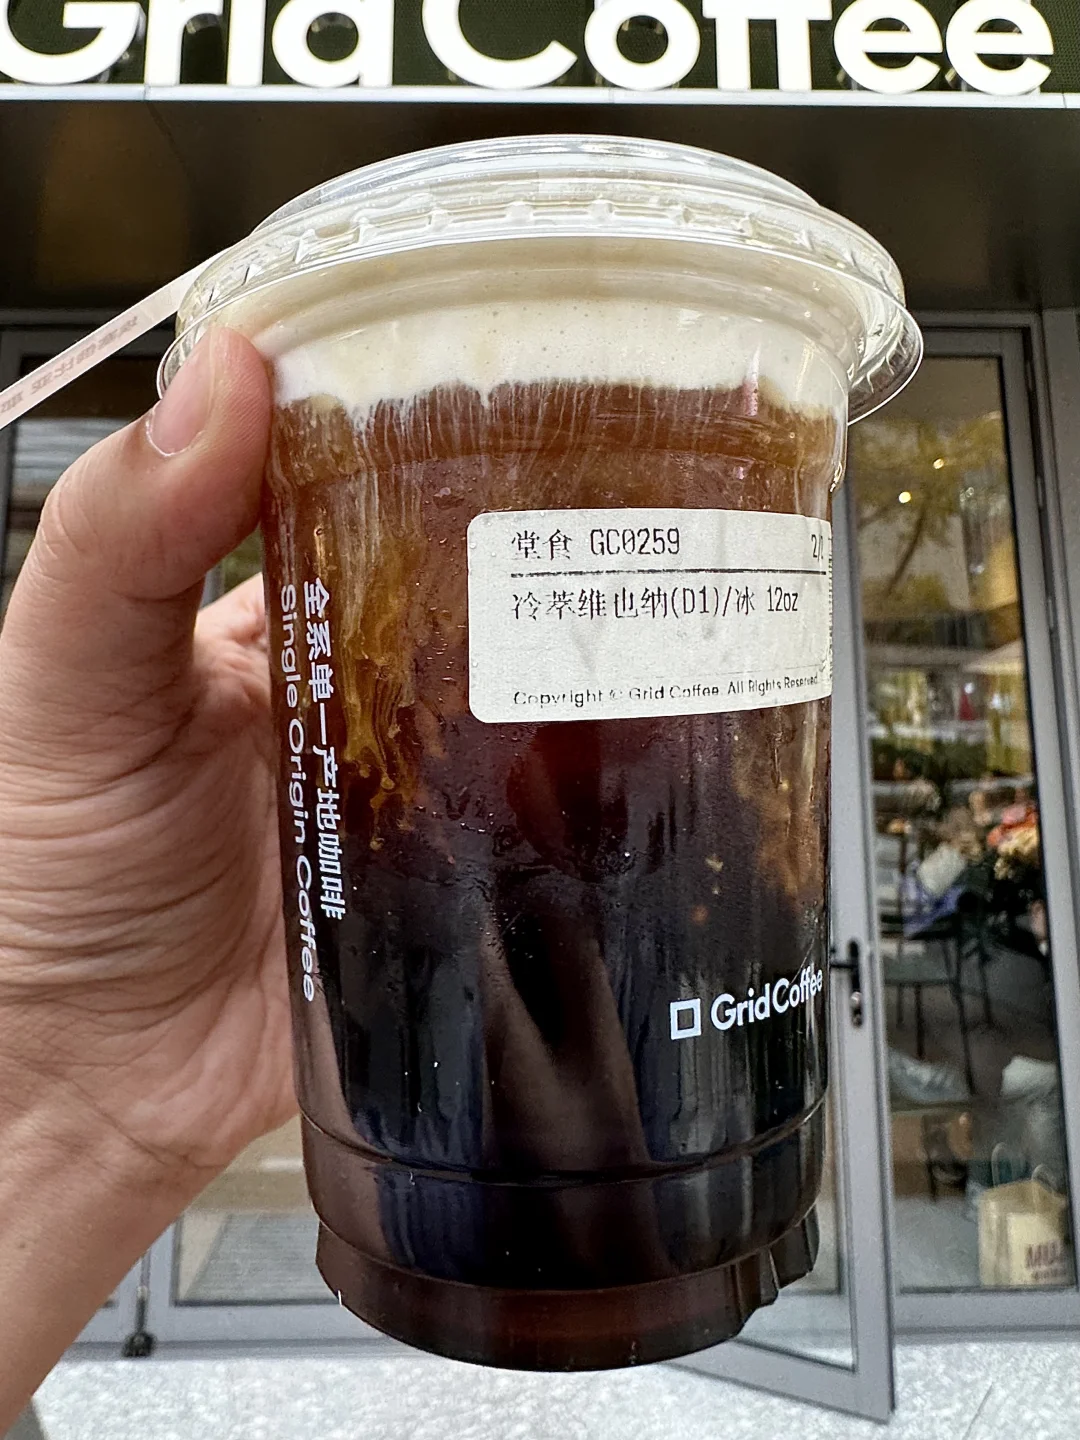 Grid Coffee
堂食 GC0259
冷萃维也纳(D1)/冰 12oz
Copyright © Grid Coffee. All Rights Reserved
全系单一产地咖啡
Single Origin Coffee
Grid Coffee